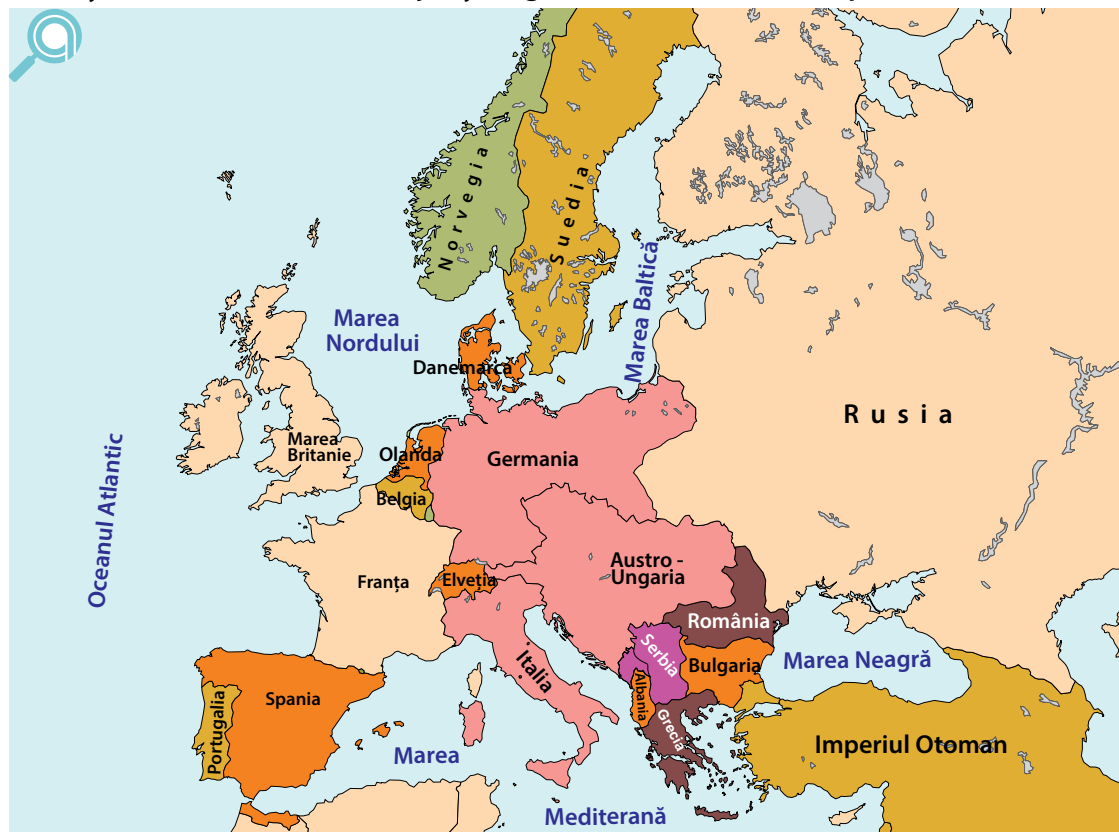 Norvegia
Suedia
Marea Baltică
Marea
Nordului
Danemarca
Rusia
Oceanul Atlantic
Marea
Britanie
Olanda
Germania
Belgia
Franța
Elveția
Austro -
Ungaria
România
Serbia
Bulgaria
Marea Neagră
Italia
Albania
Grecia
Spania
Portugalia
Marea
Mediterană
Imperiul Otoman